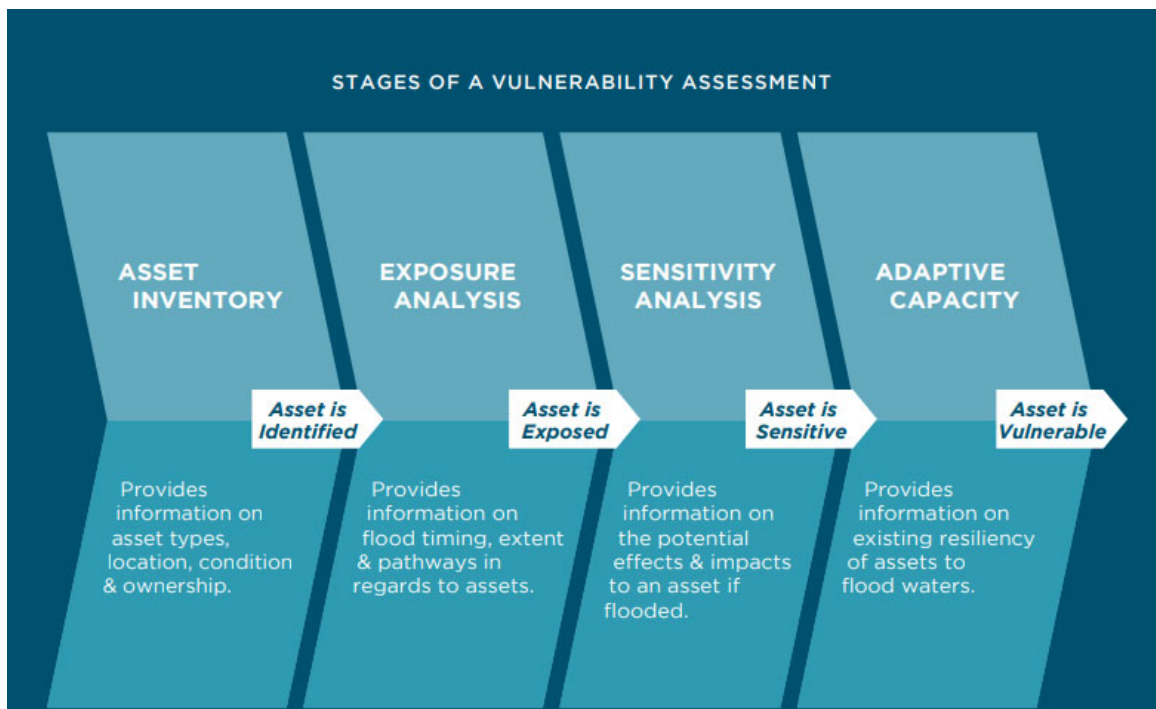 STAGES OF A VULNERABILITY ASSESSMENT
ASSET
INVENTORY
Asset is
Identified
Provides
information on
asset types,
location, condition
& ownership.
EXPOSURE
ANALYSIS
Asset is
Exposed
Provides
information on
flood timing, extent
& pathways in
regards to assets.
SENSITIVITY
ANALYSIS
Asset is
Sensitive
Provides
information on
the potential
effects & impacts
to an asset if
flooded.
ADAPTIVE
CAPACITY
Asset is
Vulnerable
Provides
information on
existing resiliency
of assets to
flood waters.